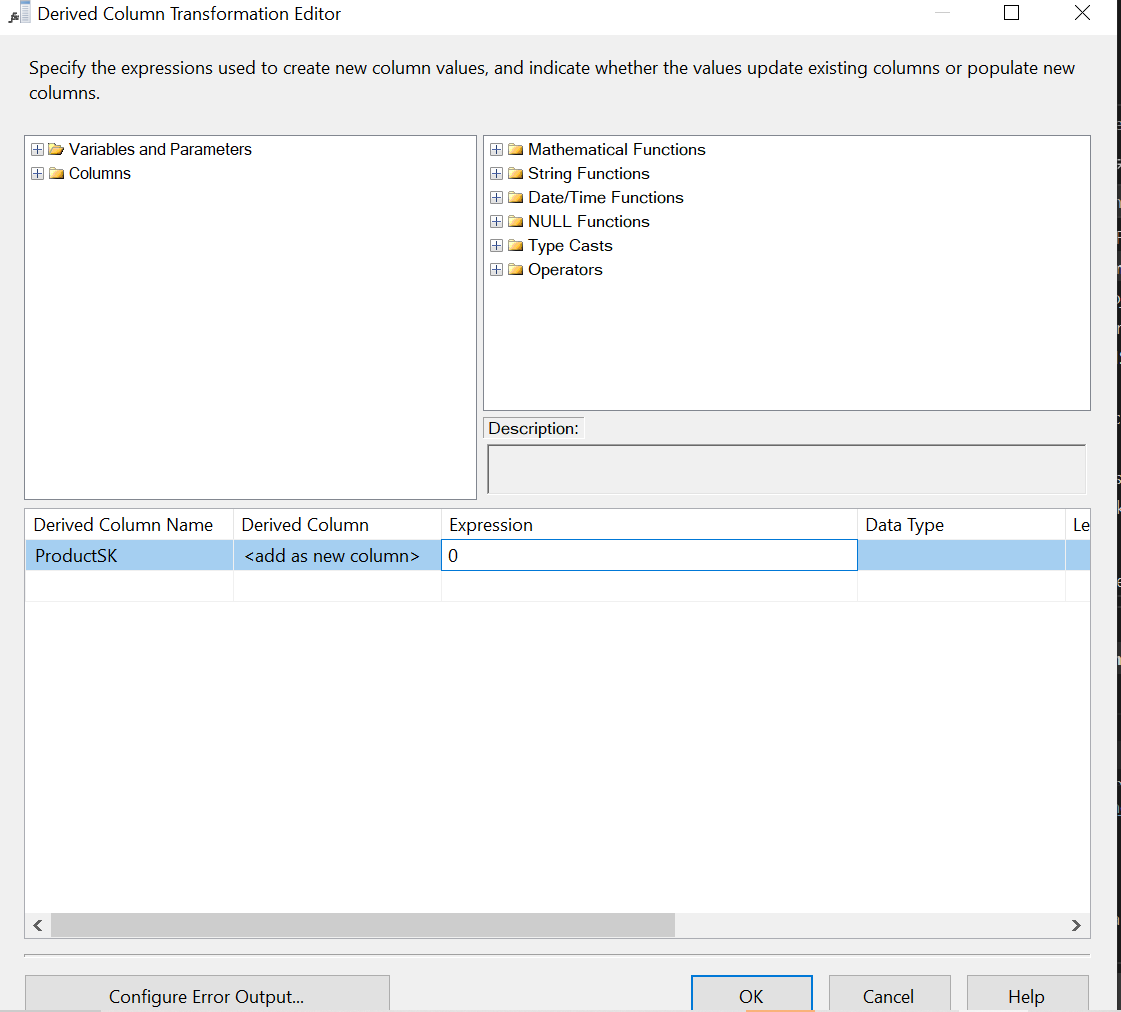 Derived Column Transformation Editor
Specify the expressions used to create new column values, and indicate whether the values update existing columns or populate new
columns.
Variables and Parameters
Columns
Mathematical Functions
String Functions
Date/Time Functions
NULL Functions
Type Casts
Operators
Description:
Derived Column Name Derived Column Expression Data Type Le
ProductSK <add as new column> 0
Configure Error Output... OK Cancel Help